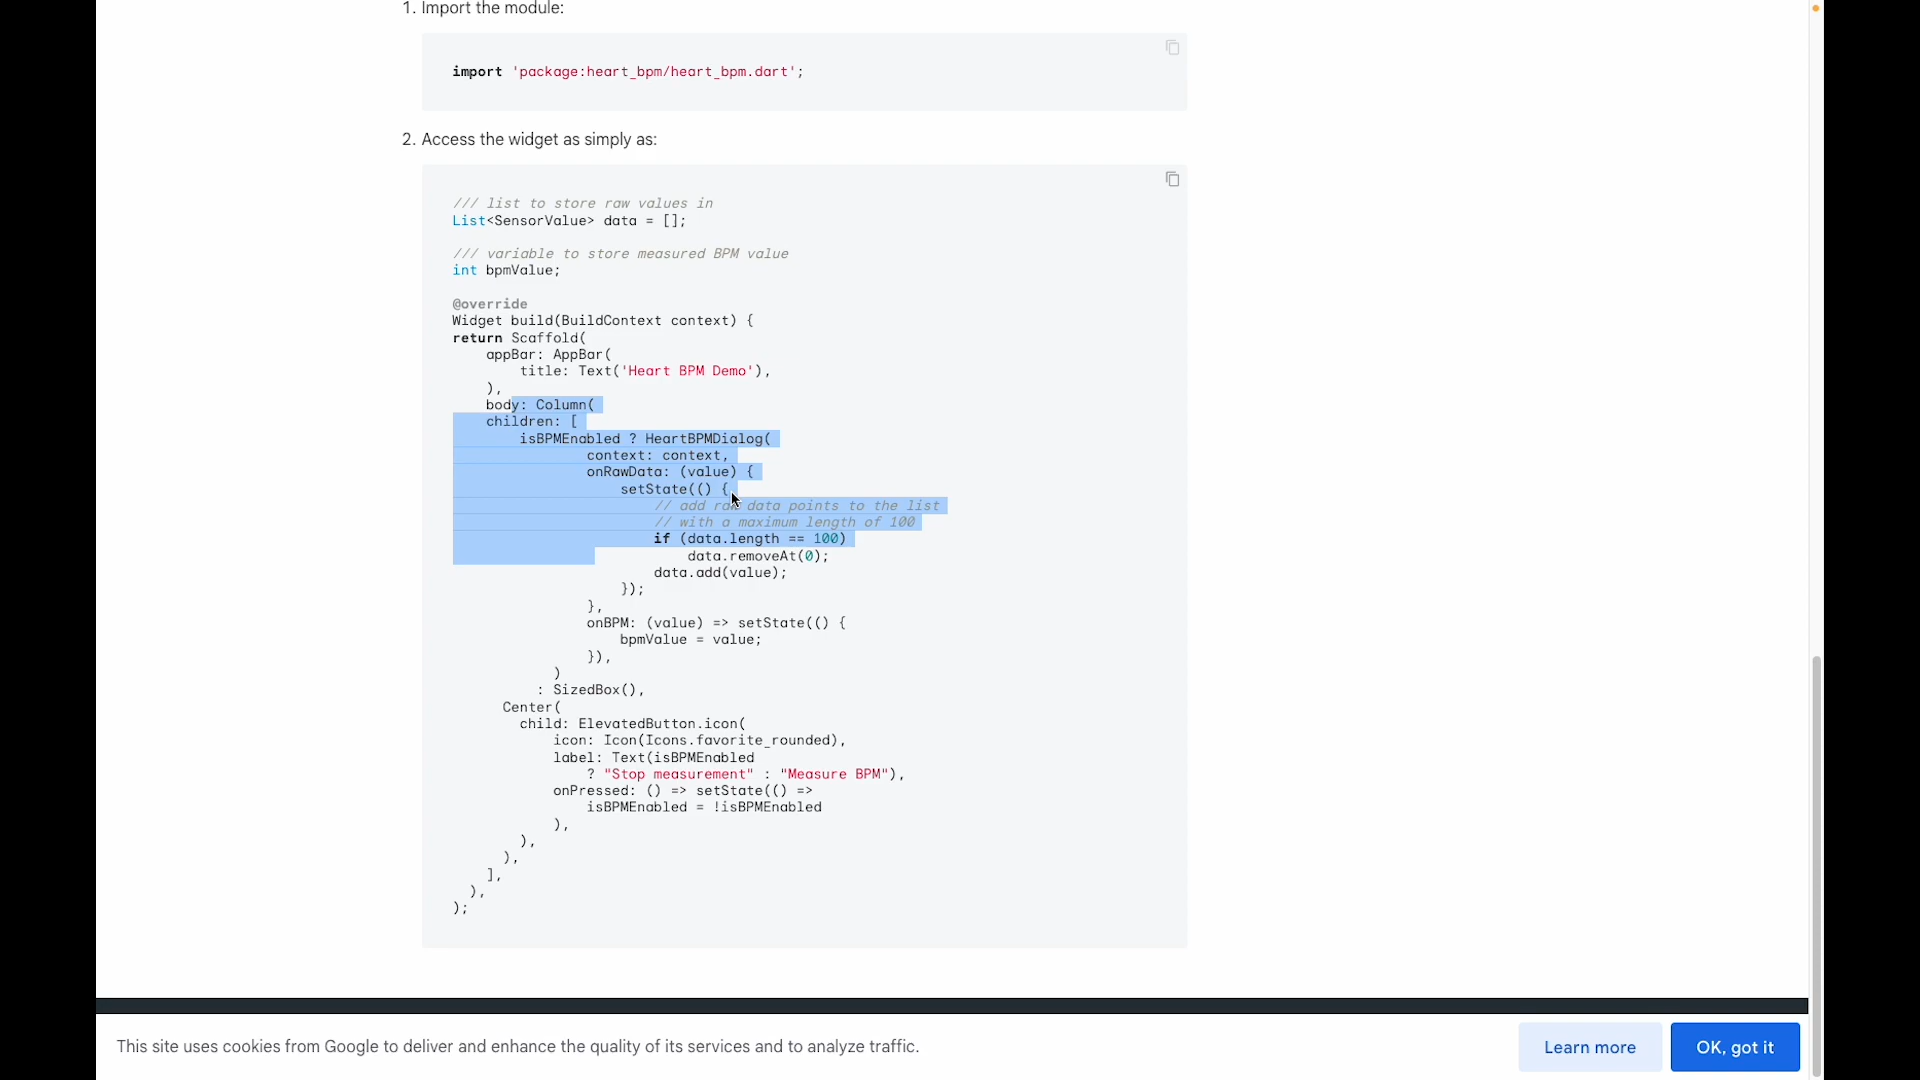 1. Import the module:
import 'package:heart_bpm/heart_bpm.dart';
2. Access the widget as simply as:
/// list to store raw values in
List<SensorValue> data = [];
/// variable to store measured BPM value
int bpmValue;
@override
Widget build(BuildContext context) {
return Scaffold(
appBar: AppBar(
title: Text('Heart BPM Demo'),
),
body: Column(
children: [
isBPMEnabled ? HeartBPMDialog(
context: context,
onRawData: (value) {
setState(() {
// add raw data points to the list
// with a maximum length of 100
if (data.length == 100)
data.removeAt(0);
data.add(value);
});
},
onBPM: (value) => setState(() {
bpmValue = value;
}),
)
: SizedBox(),
Center(
child: ElevatedButton.icon(
icon: Icon(Icons.favorite_rounded),
label: Text(isBPMEnabled
? "Stop measurement" : "Measure BPM"),
onPressed: () => setState(() =>
isBPMEnabled = !isBPMEnabled
),
),
),
],
),
);
This site uses cookies from Google to deliver and enhance the quality of its services and to analyze traffic.
Learn more
OK, got it